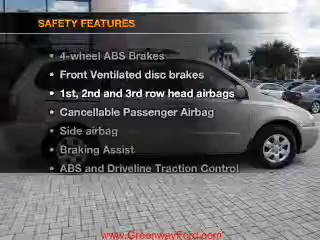 SAFETY FEATURES
• 4-wheel ABS Brakes
• Front Ventilated disc brakes
• 1st, 2nd and 3rd row head airbags
• Cancellable Passenger Airbag
• Side airbag
• Braking Assist
• ABS and Driveline Traction Control
www.GreenwayFord.com